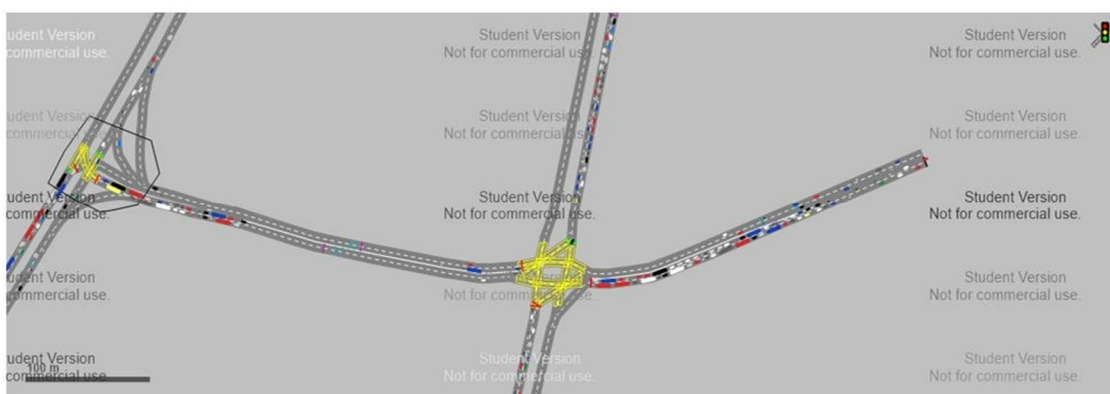 udent Version
commercial use.
Student Version
Not for commercial use.
Student Version
Not for commercial use.
tudent Version
commercial use.
Student Version
Not for commercial use.
Student Version
Not for commercial use.
udent Version
commercial use.
Student Version
Not for commercial use.
Student Version
Not for commercial use.
udent Version
commercial use.
Student Version
Not for commercial use.
Student Version
Not for commercial use.
udent Version
commercial use.
100 m
Student Version
Not for commercial use.
Student Version
Not for commercial use.